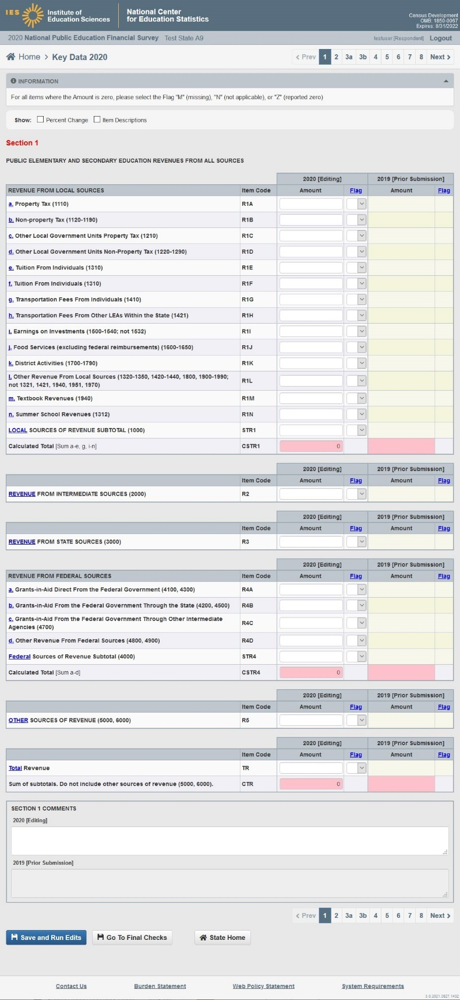 IES Institute of Education Sciences
National Center for Education Statistics
Census Development
OMB: 1850-0067
Expires: 8/31/2022
2020 National Public Education Financial Survey Test State A9 testuser [Respondent] Logout
Home > Key Data 2020 < Prev 1 2 3a 3b 4 5 6 7 8 Next >
INFORMATION
For all items where the Amount is zero, please select the Flag "M" (missing), "N" (not applicable), or "Z" (reported zero)
Show: Percent Change Item Descriptions
Section 1
PUBLIC ELEMENTARY AND SECONDARY EDUCATION REVENUES FROM ALL SOURCES
2020 [Editing] 2019 [Prior Submission]
REVENUE FROM LOCAL SOURCES Item Code Amount Flag Amount Flag
a. Property Tax (1110) R1A
b. Non-property Tax (1120-1190) R1B
c. Other Local Government Units Property Tax (1210) R1C
d. Other Local Government Units Non-Property Tax (1220-1290) R1D
e. Tuition From Individuals (1310) R1E
f. Tuition From Individuals (1310) R1F
g. Transportation Fees From Individuals (1410) R1G
h. Transportation Fees From Other LEAs Within the State (1421) R1H
i. Earnings on Investments (1500-1540; not 1532) R1I
j. Food Services (excluding federal reimbursements) (1600-1650) R1J
k. District Activities (1700-1790) R1K
l. Other Revenue From Local Sources (1320-1350, 1420-1440, 1800, 1900-1990; R1L
not 1321, 1421, 1940, 1951, 1970)
m. Textbook Revenues (1940) R1M
n. Summer School Revenues (1312) R1N
LOCAL SOURCES OF REVENUE SUBTOTAL (1000) STR1
Calculated Total [Sum a-e, g, i-n] CSTR1 0
2020 [Editing] 2019 [Prior Submission]
Item Code Amount Flag Amount Flag
REVENUE FROM INTERMEDIATE SOURCES (2000) R2
2020 [Editing] 2019 [Prior Submission]
Item Code Amount Flag Amount Flag
REVENUE FROM STATE SOURCES (3000) R3
2020 [Editing] 2019 [Prior Submission]
REVENUE FROM FEDERAL SOURCES Item Code Amount Flag Amount Flag
a. Grants-in-Aid Direct From the Federal Government (4100, 4300) R4A
b. Grants-in-Aid From the Federal Government Through the State (4200, 4500) R4B
c. Grants-in-Aid From the Federal Government Through Other Intermediate R4C
Agencies (4700)
d. Other Revenue From Federal Sources (4800, 4900) R4D
Federal Sources of Revenue Subtotal (4000) STR4
Calculated Total [Sum a-d] CSTR4 0
2020 [Editing] 2019 [Prior Submission]
Item Code Amount Flag Amount Flag
OTHER SOURCES OF REVENUE (5000, 6000) R5
2020 [Editing] 2019 [Prior Submission]
Item Code Amount Flag Amount Flag
Total Revenue TR
Sum of subtotals. Do not include other sources of revenue (5000, 6000). CTR 0
SECTION 1 COMMENTS
2020 [Editing]
2019 [Prior Submission]
< Prev 1 2 3a 3b 4 5 6 7 8 Next >
Save and Run Edits Go To Final Checks State Home
Contact Us Burden Statement Web Policy Statement System Requirements
3.0.2021.0827.1432